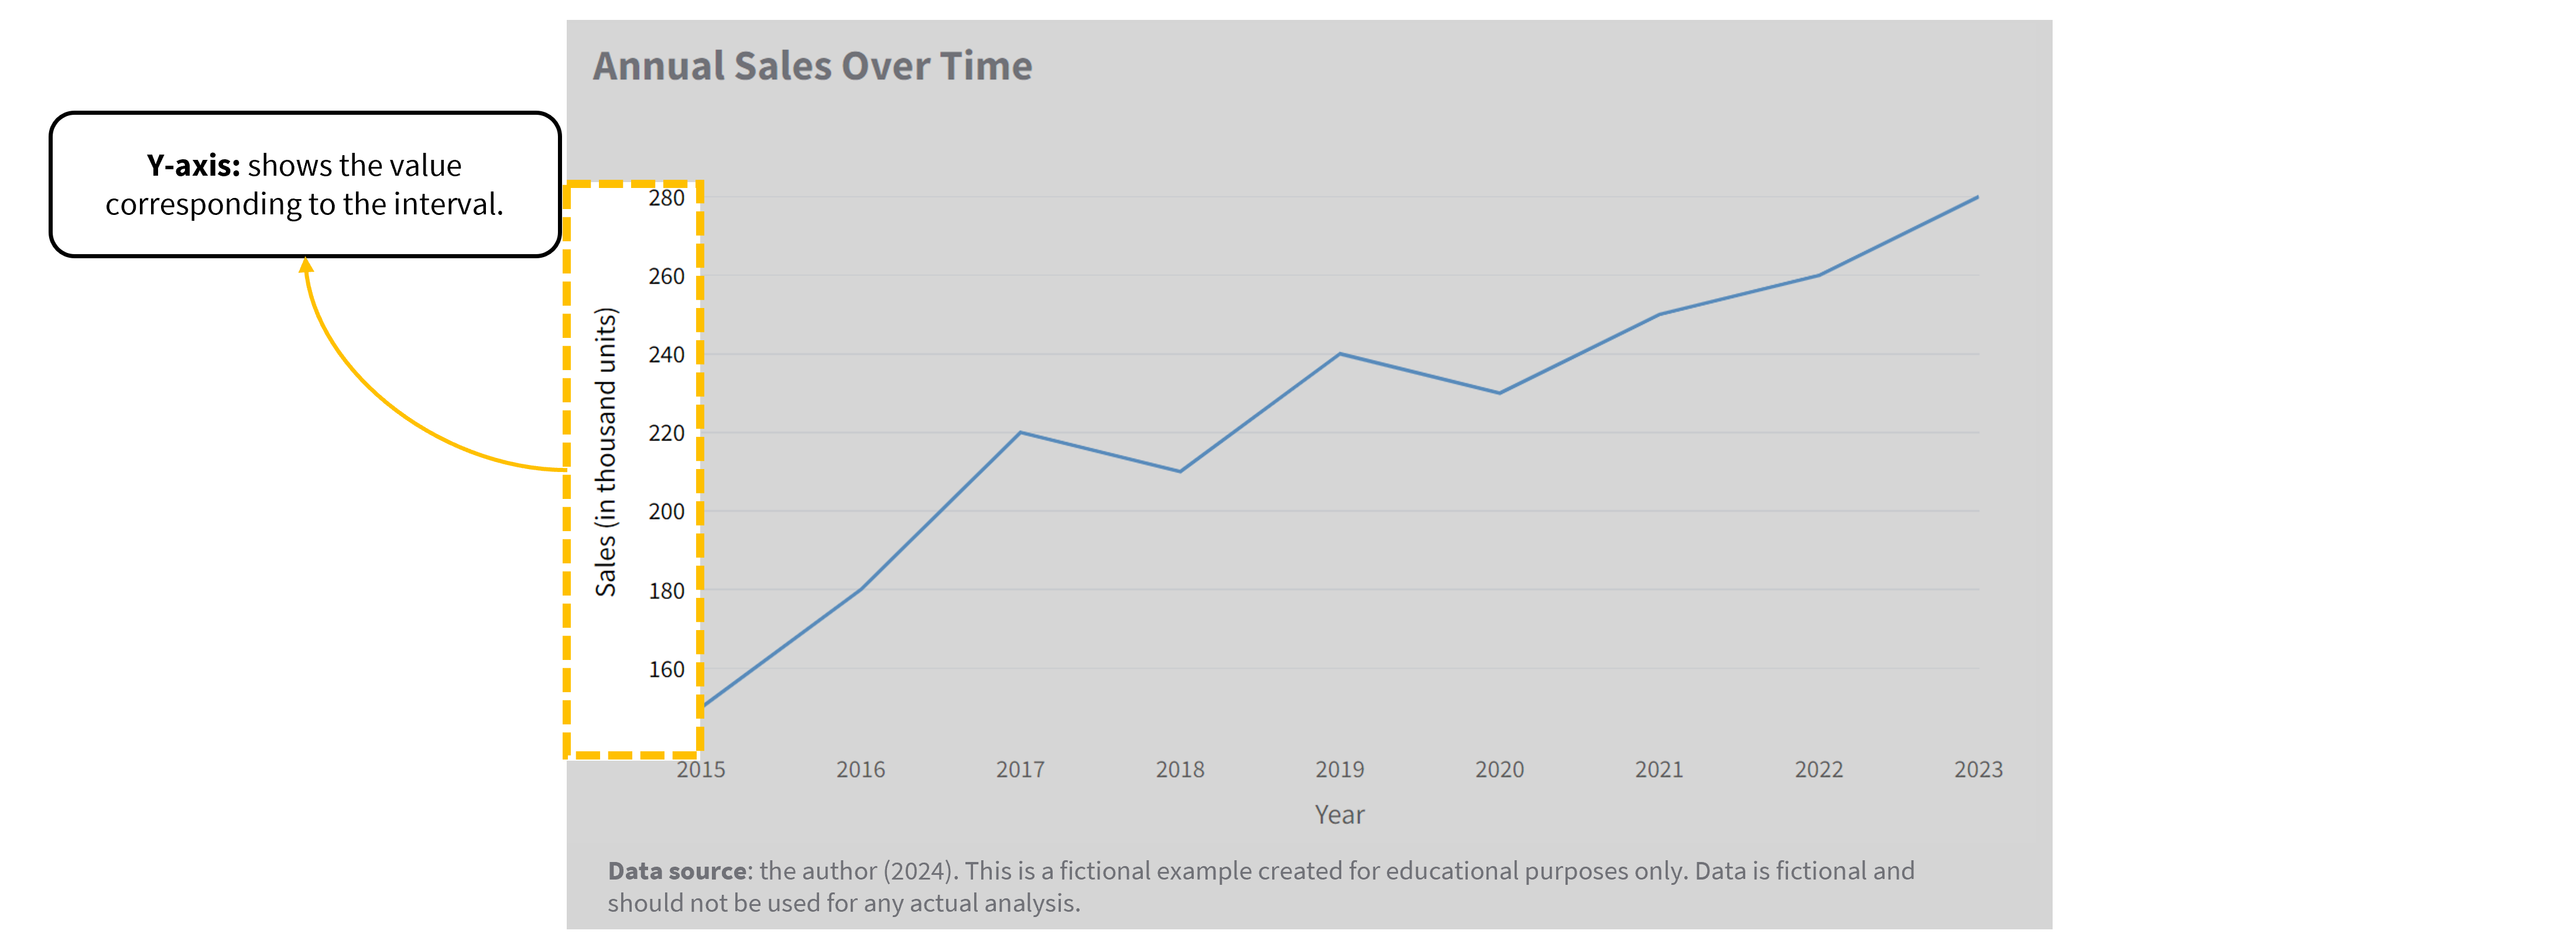 Annual Sales Over Time
Y-axis: shows the value
corresponding to the interval.
280
260
240
220
200
180
160
Sales (in thousand units)
2015 2016 2017 2018 2019 2020 2021 2022 2023
Year
Data source: the author (2024). This is a fictional example created for educational purposes only. Data is fictional and
should not be used for any actual analysis.